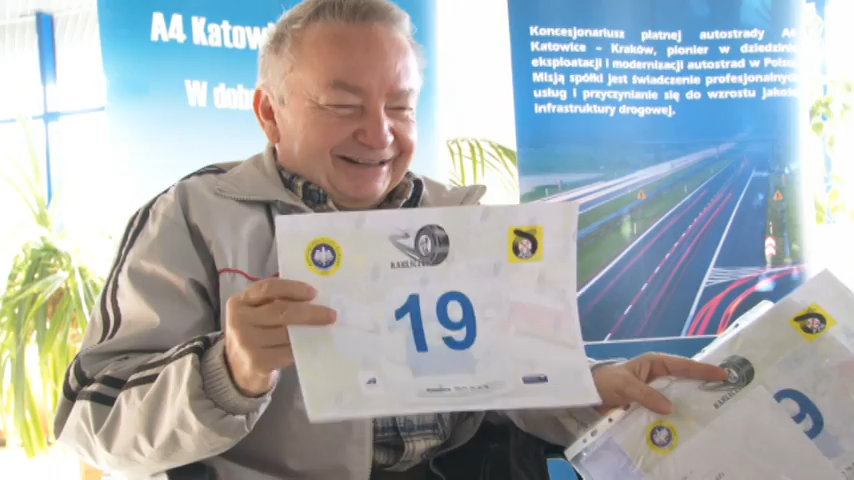 A4 Katow
W dob
Koncesjonariusz płatnej autostrady A4
Katowice – Kraków, pionier w dziedzinie
eksploatacji i modernizacji autostrad w Polsce
Misją spółki jest świadczenie profesjonalnych
usług i przyczynianie się do wzrostu jakości
infrastruktury drogowej.
19
9